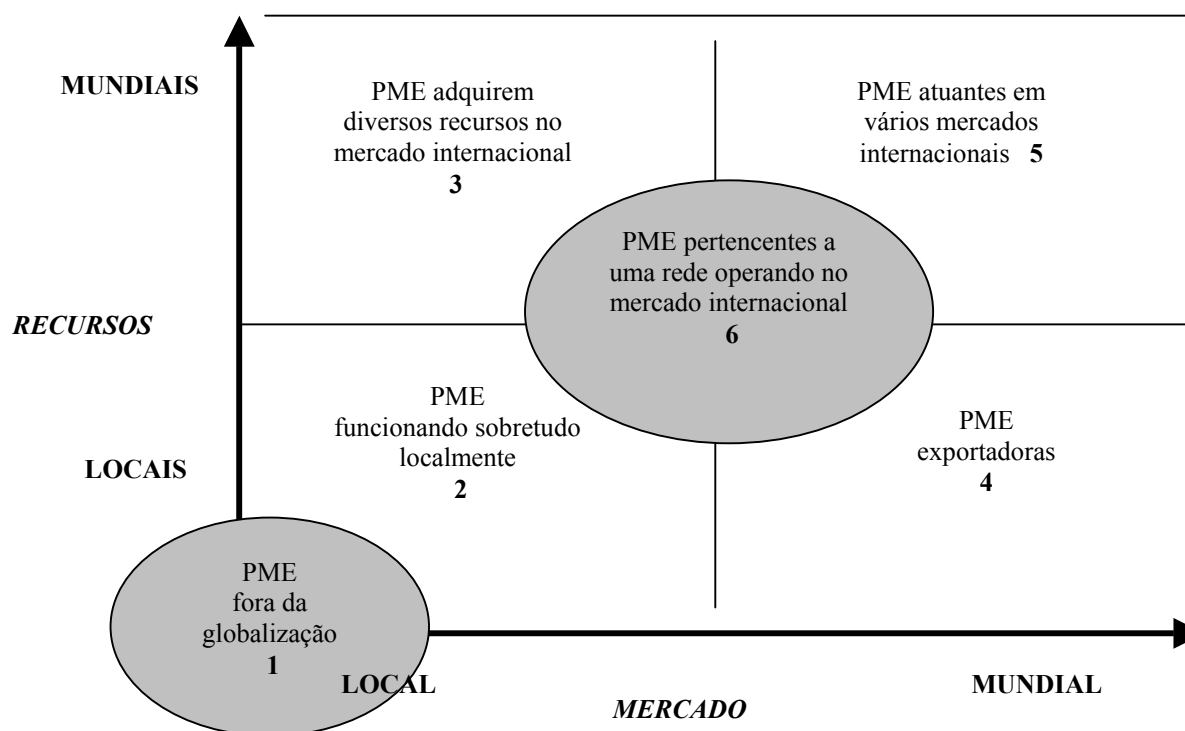 MUNDIAIS
PME adquirem
diversos recursos no
mercado internacional
3
PME atuantes em
vários mercados
internacionais 5
PME pertencentes a
uma rede operando no
mercado internacional
6
RECURSOS
LOCAIS
PME
funcionando sobretudo
localmente
2
PME
exportadoras
4
PME
fora da
globalização
1
LOCAL
MUNDIAL
MERCADO